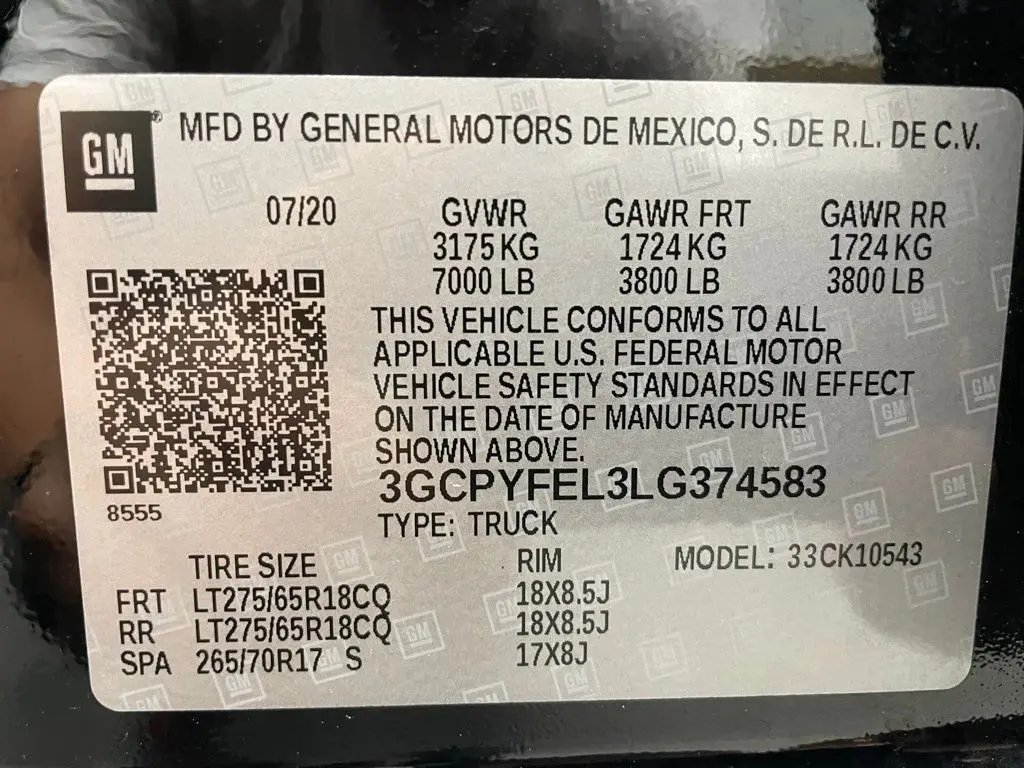 GM® MFD BY GENERAL MOTORS DE MEXICO, S. DE R.L. DE C.V.
07/20 GVWR GAWR FRT GAWR RR
3175 KG 1724 KG 1724 KG
7000 LB 3800 LB 3800 LB
THIS VEHICLE CONFORMS TO ALL
APPLICABLE U.S. FEDERAL MOTOR
VEHICLE SAFETY STANDARDS IN EFFECT
ON THE DATE OF MANUFACTURE
SHOWN ABOVE.
3GCPYFEL3LG374583
8555
TYPE: TRUCK
TIRE SIZE RIM MODEL: 33CK10543
FRT LT275/65R18CQ 18X8.5J
RR LT275/65R18CQ 18X8.5J
SPA 265/70R17 S 17X8J